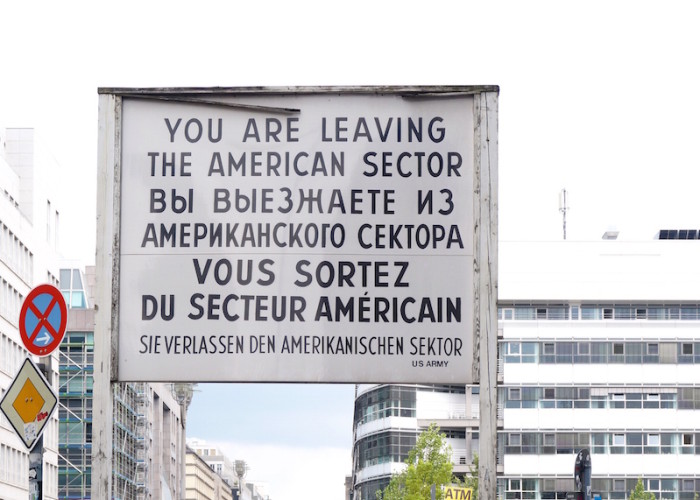 YOU ARE LEAVING
THE AMERICAN SECTOR
ВЫ ВЫЕЗЖАЕТЕ ИЗ
АМЕРИКАНСКОГО СЕКТОРА
VOUS SORTEZ
DU SECTEUR AMÉRICAIN
SIE VERLASSEN DEN AMERIKANISCHEN SEKTOR
US ARMY
ATM